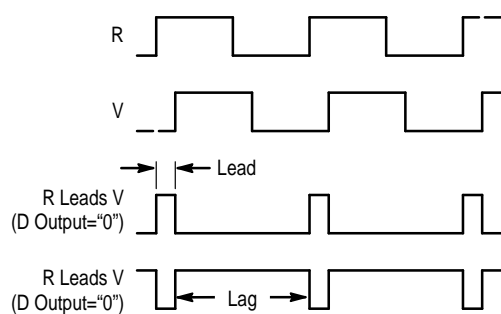 R
V
Lead
R Leads V
(D Output=“0”)
R Leads V
(D Output=“0”)
Lag